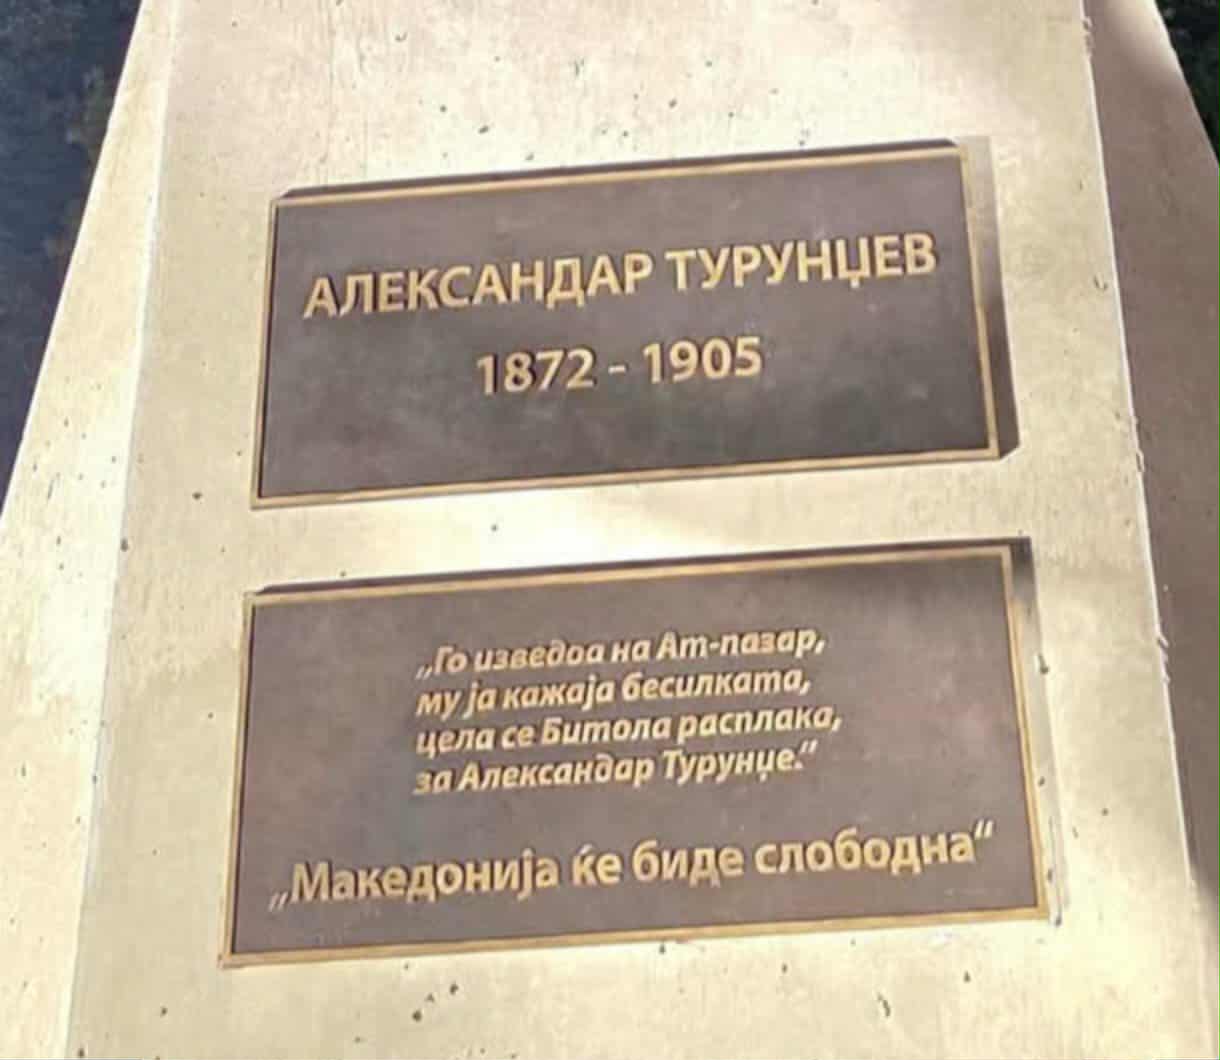 АЛЕКСАНДАР ТУРУНЏЕВ
1872 - 1905
„Го изведоа на Ат-пазар,
му ја кажаја бесилката,
цела се Битола расплака,
за Александар Турунџе.“
„Македонија ќе биде слободна“